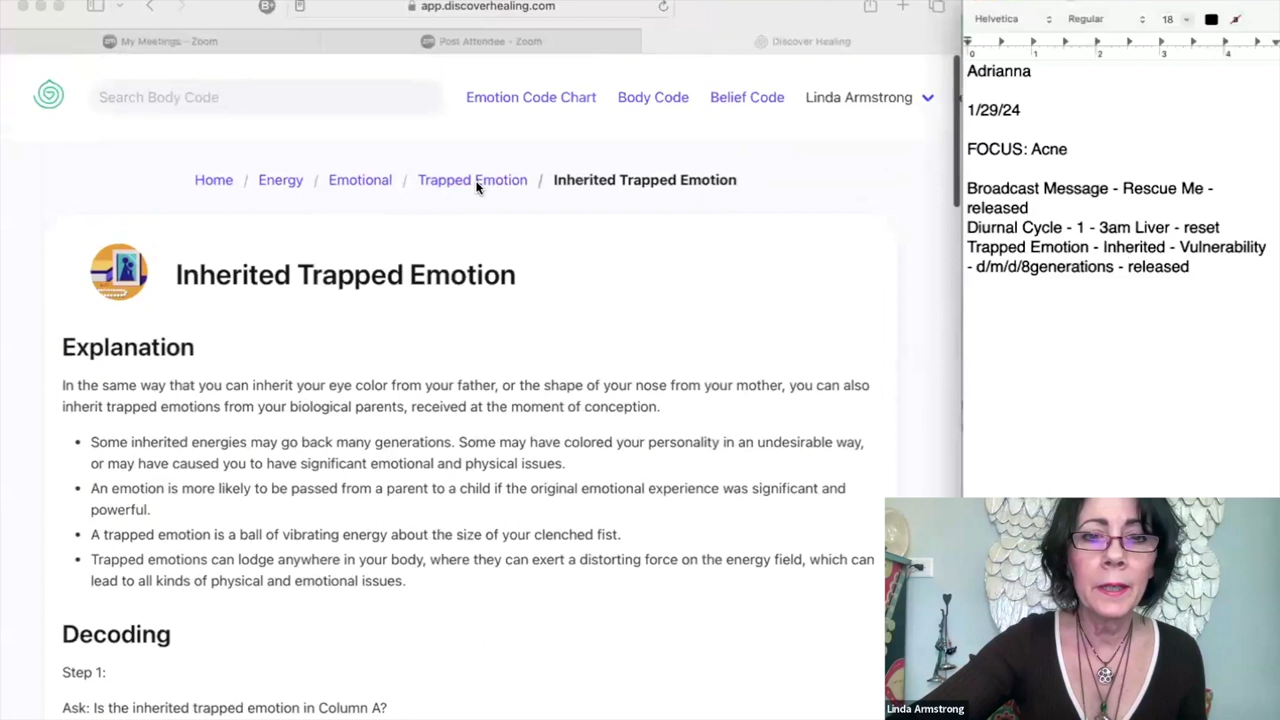 app.discoverhealing.com
My Meetings - Zoom
Post Attendee - Zoom
Discover Healing
Search Body Code
Emotion Code Chart
Body Code
Belief Code
Linda Armstrong
Home / Energy / Emotional / Trapped Emotion / Inherited Trapped Emotion
Inherited Trapped Emotion
Explanation
In the same way that you can inherit your eye color from your father, or the shape of your nose from your mother, you can also
inherit trapped emotions from your biological parents, received at the moment of conception.
• Some inherited energies may go back many generations. Some may have colored your personality in an undesirable way,
or may have caused you to have significant emotional and physical issues.
• An emotion is more likely to be passed from a parent to a child if the original emotional experience was significant and
powerful.
• A trapped emotion is a ball of vibrating energy about the size of your clenched fist.
• Trapped emotions can lodge anywhere in your body, where they can exert a distorting force on the energy field, which can
lead to all kinds of physical and emotional issues.
Decoding
Step 1:
Ask: Is the inherited trapped emotion in Column A?
Helvetica
Regular
18
0 1 2 3 4
Adrianna
1/29/24
FOCUS: Acne
Broadcast Message - Rescue Me -
released
Diurnal Cycle - 1 - 3am Liver - reset
Trapped Emotion - Inherited - Vulnerability
- d/m/d/8generations - released
Linda Armstrong